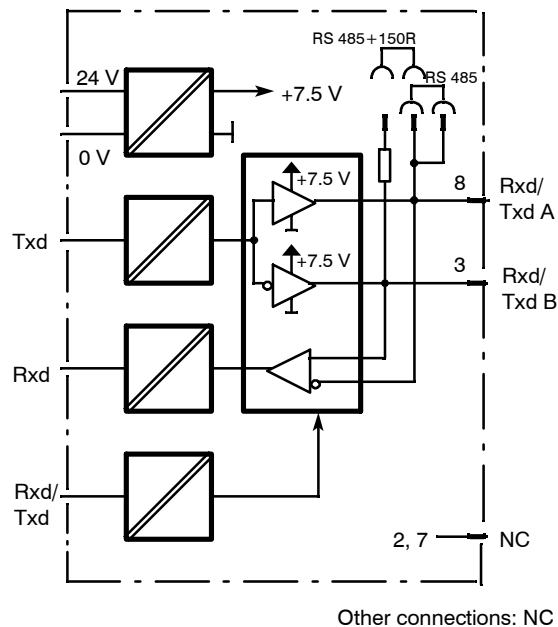 RS 485+150R
RS 485
24 V
+7.5 V
0 V
+7.5 V
8
Rxd/
Txd A
Txd
+7.5 V
3
Rxd/
Txd B
Rxd
Rxd/
Txd
2, 7
NC
Other connections: NC